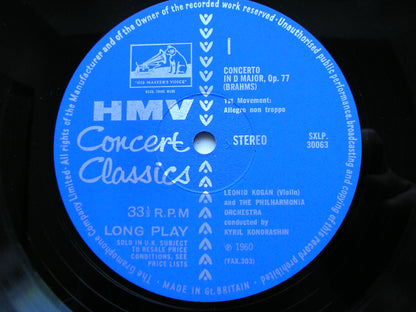 All rights of the Manufacturer and of the Owner of the recorded work reserved · Unauthorised public performance, broadcasting and copying of this record prohibited
"HIS MASTER'S VOICE"
HMV
Concert
Classics
33⅓ R.P.M
LONG PLAY
SOLD IN U.K. SUBJECT
TO RESALE PRICE
CONDITIONS, SEE
PRICE LISTS
1
CONCERTO
IN D MAJOR, Op. 77
(BRAHMS)
1st Movement:
Allegro non troppo
STEREO
SXLP.
30063
LEONID KOGAN (Violin)
and THE PHILHARMONIA
ORCHESTRA
conducted by
KYRIL KONDRASHIN
℗ 1960
(FAX.303)
The Gramophone Company Limited ·
· MADE IN Gt. BRITAIN ·